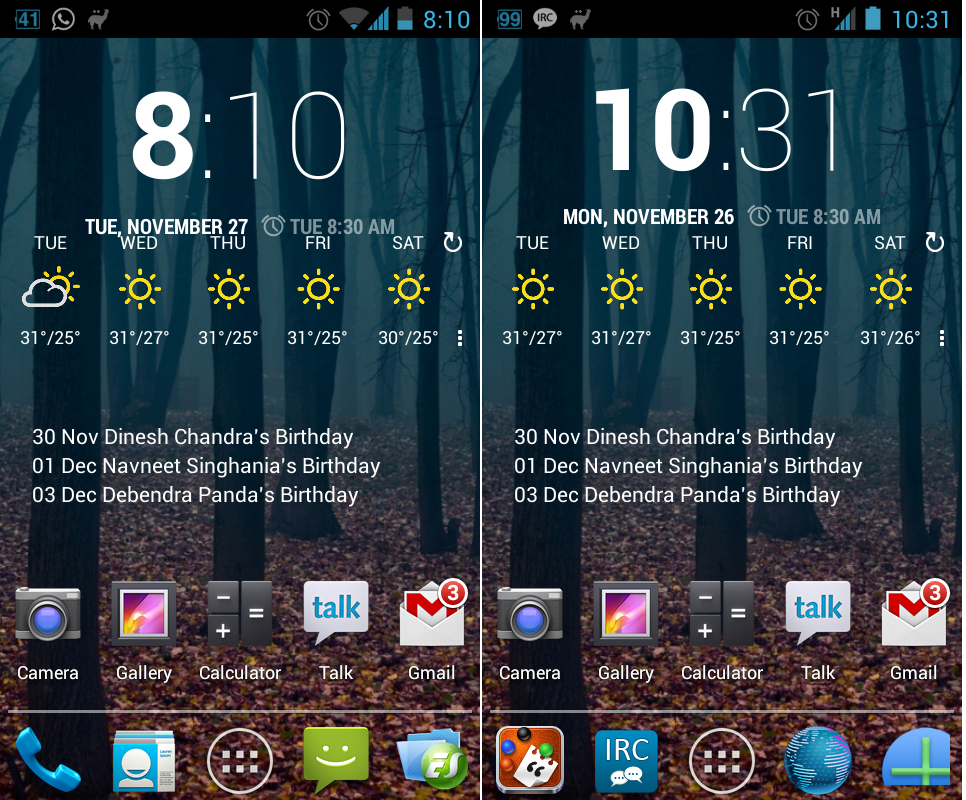 41 8:10
8:10
TUE, NOVEMBER 27 TUE 8:30 AM
TUE WED THU FRI SAT
31°/25° 31°/27° 31°/25° 31°/25° 30°/25°
30 Nov Dinesh Chandra's Birthday
01 Dec Navneet Singhania's Birthday
03 Dec Debendra Panda's Birthday
talk 3
Camera Gallery Calculator Talk Gmail
99 IRC H 10:31
10:31
MON, NOVEMBER 26 TUE 8:30 AM
TUE WED THU FRI SAT
31°/27° 31°/27° 31°/25° 31°/25° 31°/26°
30 Nov Dinesh Chandra's Birthday
01 Dec Navneet Singhania's Birthday
03 Dec Debendra Panda's Birthday
talk 3
Camera Gallery Calculator Talk Gmail
IRC